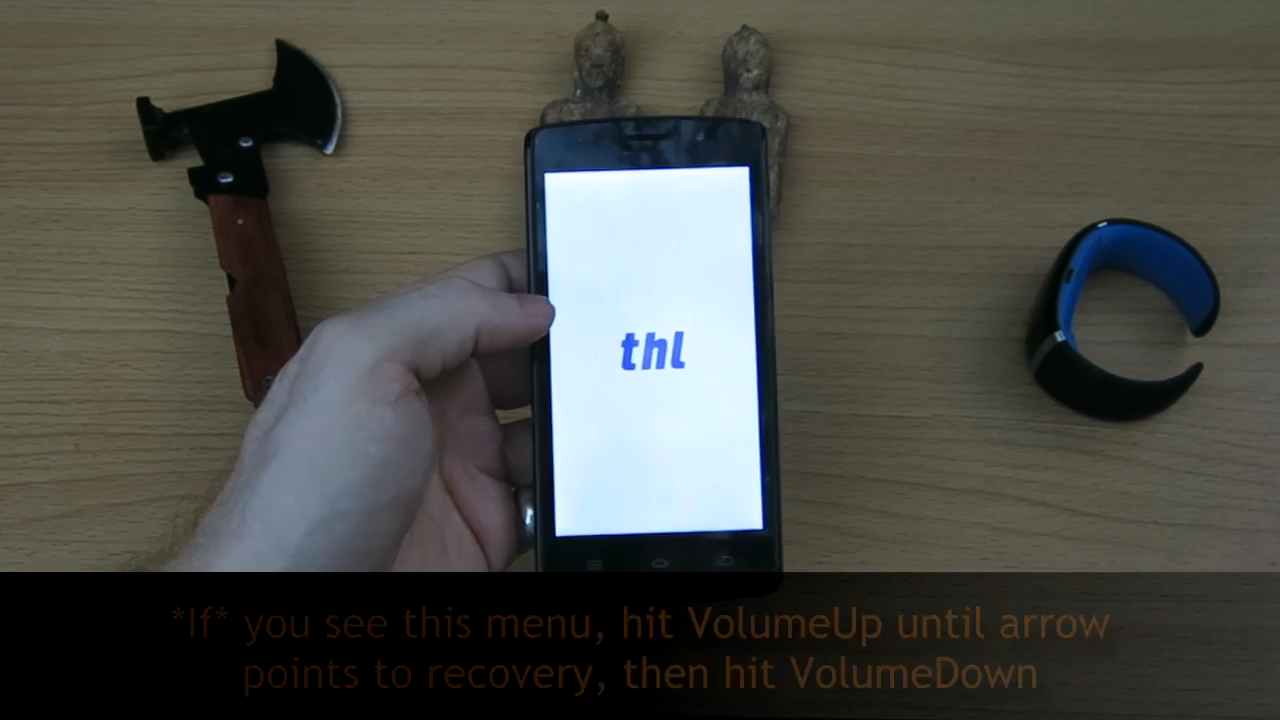 thl
*If* you see this menu, hit VolumeUp until arrow
points to recovery, then hit VolumeDown